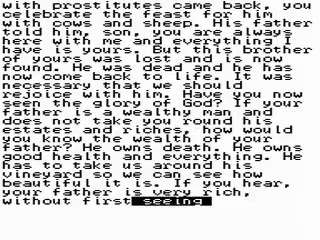 with prostitutes came back, you
celebrate the feast for him
with cows and sheep. His father
told him, son, you are always
here with me and everything I
have is yours. But this brother
of yours was lost and is now
found. He was dead and he has
now come back to life. It was
necessary that we should
rejoice with him. Have you now
seen the glory of God? If your
father is a wealthy man and
does not take you round his
estates and riches, how would
you know the wealth of your
father? He owns death. He owns
good health and everything. He
has to take us around his
vineyard so we can see how
beautiful it is. If you hear,
your father is very rich,
without first seeing